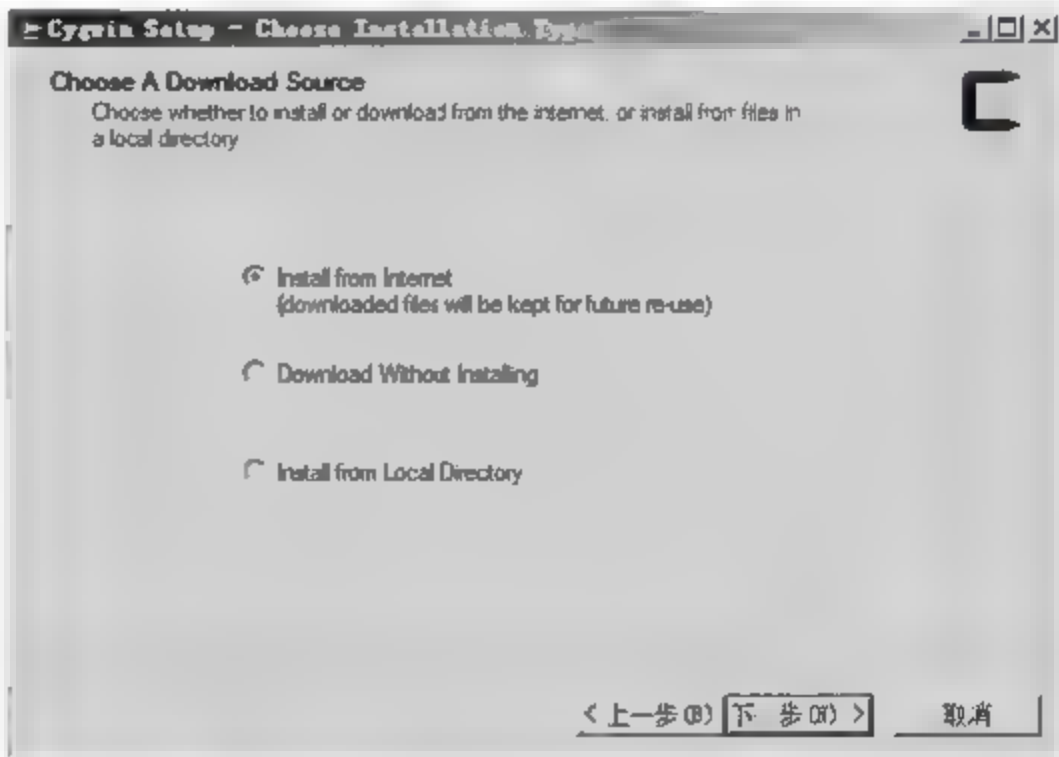 Cygwin Setup - Choose Installation Type
Choose A Download Source
Choose whether to install or download from the internet, or install from files in
a local directory
Install from Internet
(downloaded files will be kept for future re-use)
Download Without Installing
Install from Local Directory
< 上一步(B) 下一步(N) > 取消